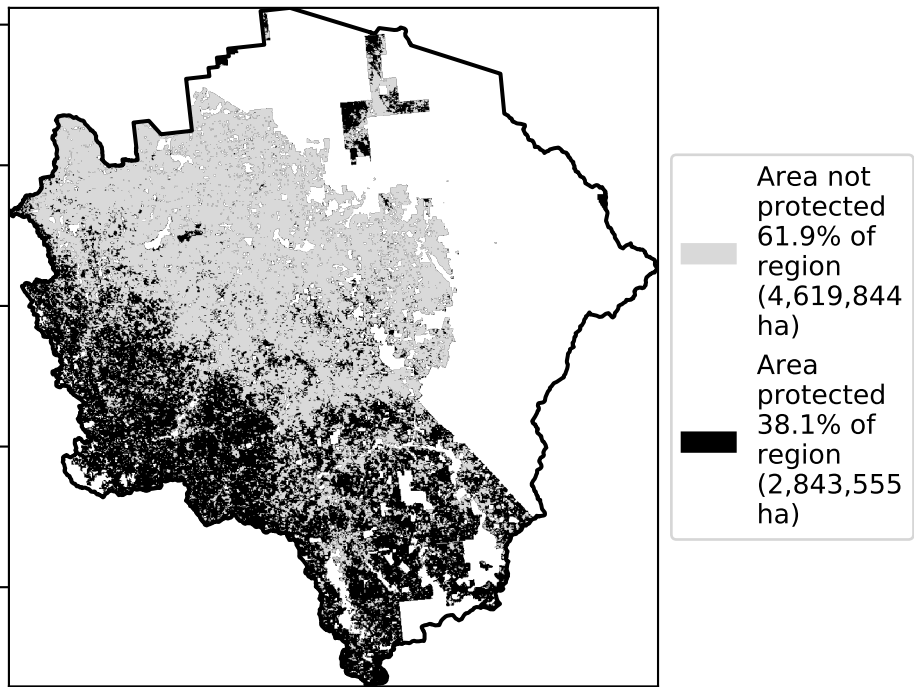 Area not
protected
61.9% of
region
(4,619,844
ha)
Area
protected
38.1% of
region
(2,843,555
ha)